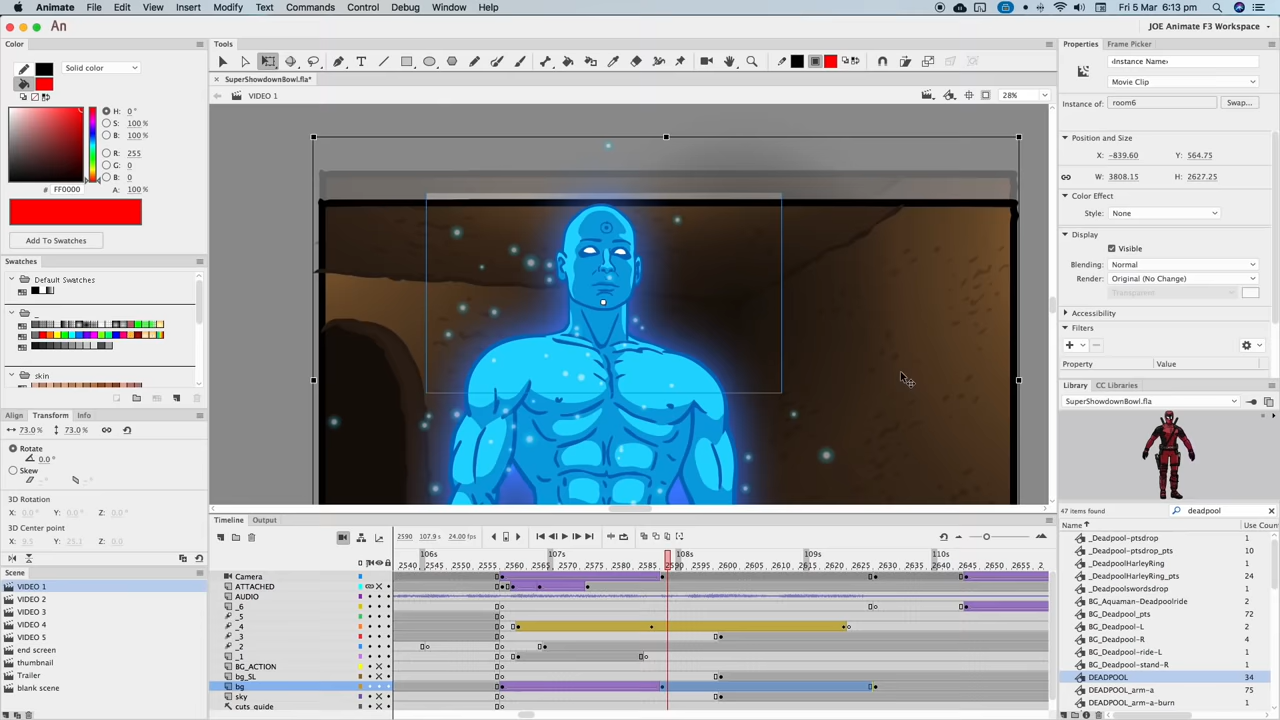 Animate File Edit View Insert Modify Text Commands Control Debug Window Help Fri 5 Mar 6:13 pm
An JOE Animate F3 Workspace
Color Tools Properties Frame Picker
Solid color
‹Instance Name›
SuperShowdownBowl.fla*
Movie Clip
VIDEO 1 28%
Instance of: room6 Swap...
H: 0 °
S: 100 %
B: 100 %
R: 255
G: 0
B: 0
# FF0000 A: 100 %
Position and Size
X: -839.60 Y: 564.75
W: 3808.15 H: 2627.25
Color Effect
Style: None
Display
Visible
Blending: Normal
Render: Original (No Change)
Transparent
Accessibility
Filters
Property Value
Add To Swatches
Swatches
Default Swatches
_
skin
Library CC Libraries
SuperShowdownBowl.fla
Align Transform Info
73.0 % 73.0 %
Rotate
0.0 °
Skew
3D Rotation
X: 0.0 ° Y: 0.0 ° Z: 0.0 °
3D Center point
X: 9.5 Y: 25.1 Z: 0.0
47 items found deadpool
Name Use Count
_Deadpool-ptsdrop 1
_deadpool-ptsdrop_pts 10
_DeadpoolHarleyRing 1
_DeadpoolHarleyRing_pts 24
_Deadpoolswordsdrop 1
BG_Aquaman-Deadpoolride 1
BG_Deadpool_pts 72
BG_Deadpool-L 2
BG_Deadpool-R 4
BG_Deadpool-ride-L 1
BG_Deadpool-stand-R 1
DEADPOOL 34
DEADPOOL_arm-a 75
DEADPOOL_arm-a-burn 1
Scene
VIDEO 1
VIDEO 2
VIDEO 3
VIDEO 4
VIDEO 5
end screen
thumbnail
Trailer
blank scene
Timeline Output
2590 107.9 s 24.00 fps
106s 107s 108s 109s 110s
2540 2545 2550 2555 2560 2565 2570 2575 2580 2585 2595 2600 2605 2610 2615 2620 2625 2630 2635 2640 2645 2650 2655 2
Camera
ATTACHED
AUDIO
_6
_5
_4
_3
_2
_1
BG_ACTION
bg_SL
bg
sky
cuts_guide